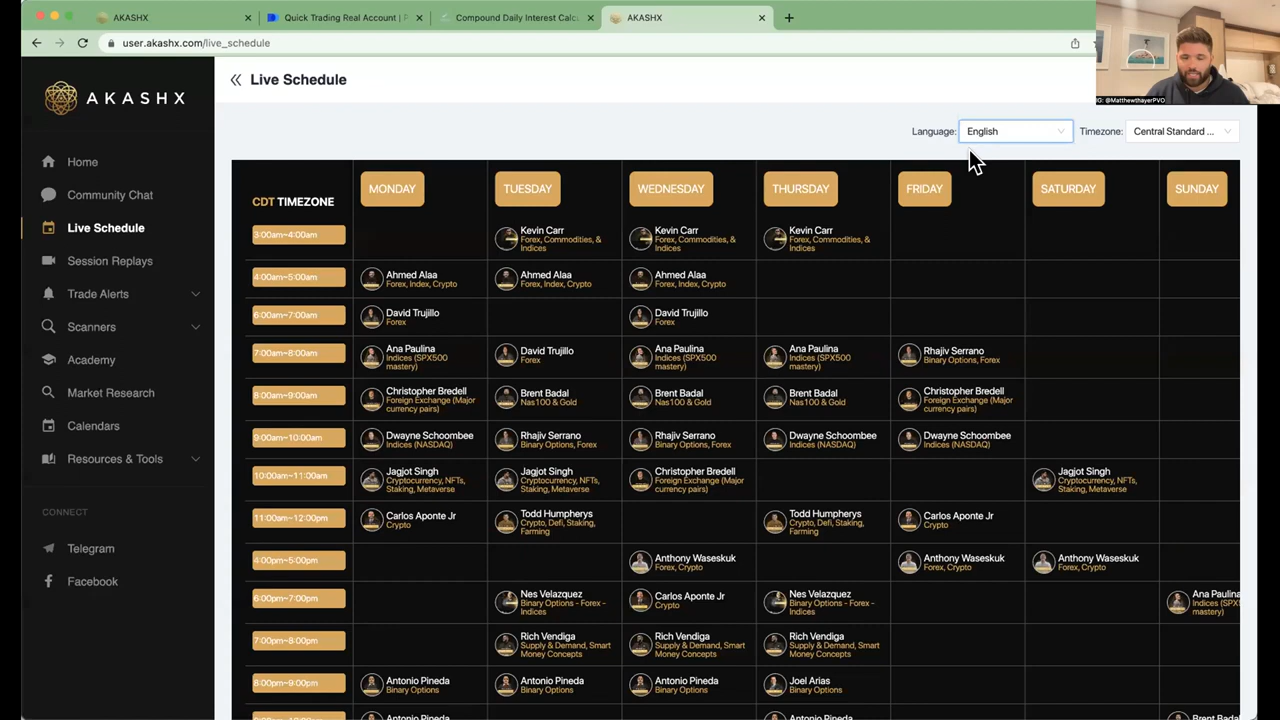 AKASHX
Quick Trading Real Account | P
Compound Daily Interest Calcu
AKASHX
user.akashx.com/live_schedule
IG: @MatthewthayerPVO
AKASHX
Live Schedule
Language: English
Timezone: Central Standard ...
Home
Community Chat
Live Schedule
Session Replays
Trade Alerts
Scanners
Academy
Market Research
Calendars
Resources & Tools
CONNECT
Telegram
Facebook
CDT TIMEZONE
MONDAY
TUESDAY
WEDNESDAY
THURSDAY
FRIDAY
SATURDAY
SUNDAY
3:00am~4:00am
Kevin Carr
Forex, Commodities, &
Indices
Kevin Carr
Forex, Commodities, &
Indices
Kevin Carr
Forex, Commodities, &
Indices
4:00am~5:00am
Ahmed Alaa
Forex, Index, Crypto
Ahmed Alaa
Forex, Index, Crypto
Ahmed Alaa
Forex, Index, Crypto
6:00am~7:00am
David Trujillo
Forex
David Trujillo
Forex
7:00am~8:00am
Ana Paulina
Indices (SPX500
mastery)
David Trujillo
Forex
Ana Paulina
Indices (SPX500
mastery)
Ana Paulina
Indices (SPX500
mastery)
Rhajiv Serrano
Binary Options, Forex
8:00am~9:00am
Christopher Bredell
Foreign Exchange (Major
currency pairs)
Brent Badal
Nas100 & Gold
Brent Badal
Nas100 & Gold
Brent Badal
Nas100 & Gold
Christopher Bredell
Foreign Exchange (Major
currency pairs)
9:00am~10:00am
Dwayne Schoombee
Indices (NASDAQ)
Rhajiv Serrano
Binary Options, Forex
Rhajiv Serrano
Binary Options, Forex
Dwayne Schoombee
Indices (NASDAQ)
Dwayne Schoombee
Indices (NASDAQ)
10:00am~11:00am
Jagjot Singh
Cryptocurrency, NFTs,
Staking, Metaverse
Jagjot Singh
Cryptocurrency, NFTs,
Staking, Metaverse
Christopher Bredell
Foreign Exchange (Major
currency pairs)
Jagjot Singh
Cryptocurrency, NFTs,
Staking, Metaverse
11:00am~12:00pm
Carlos Aponte Jr
Crypto
Todd Humpherys
Crypto, Defi, Staking,
Farming
Todd Humpherys
Crypto, Defi, Staking,
Farming
Carlos Aponte Jr
Crypto
4:00pm~5:00pm
Anthony Waseskuk
Forex, Crypto
Anthony Waseskuk
Forex, Crypto
Anthony Waseskuk
Forex, Crypto
6:00pm~7:00pm
Nes Velazquez
Binary Options - Forex -
Indices
Carlos Aponte Jr
Crypto
Nes Velazquez
Binary Options - Forex -
Indices
Ana Paulina
Indices (SPX5
mastery)
7:00pm~8:00pm
Rich Vendiga
Supply & Demand, Smart
Money Concepts
Rich Vendiga
Supply & Demand, Smart
Money Concepts
Rich Vendiga
Supply & Demand, Smart
Money Concepts
8:00pm~9:00pm
Antonio Pineda
Binary Options
Antonio Pineda
Binary Options
Antonio Pineda
Binary Options
Joel Arias
Binary Options
Antonio Pineda
Antonio Pineda
Brent Badal